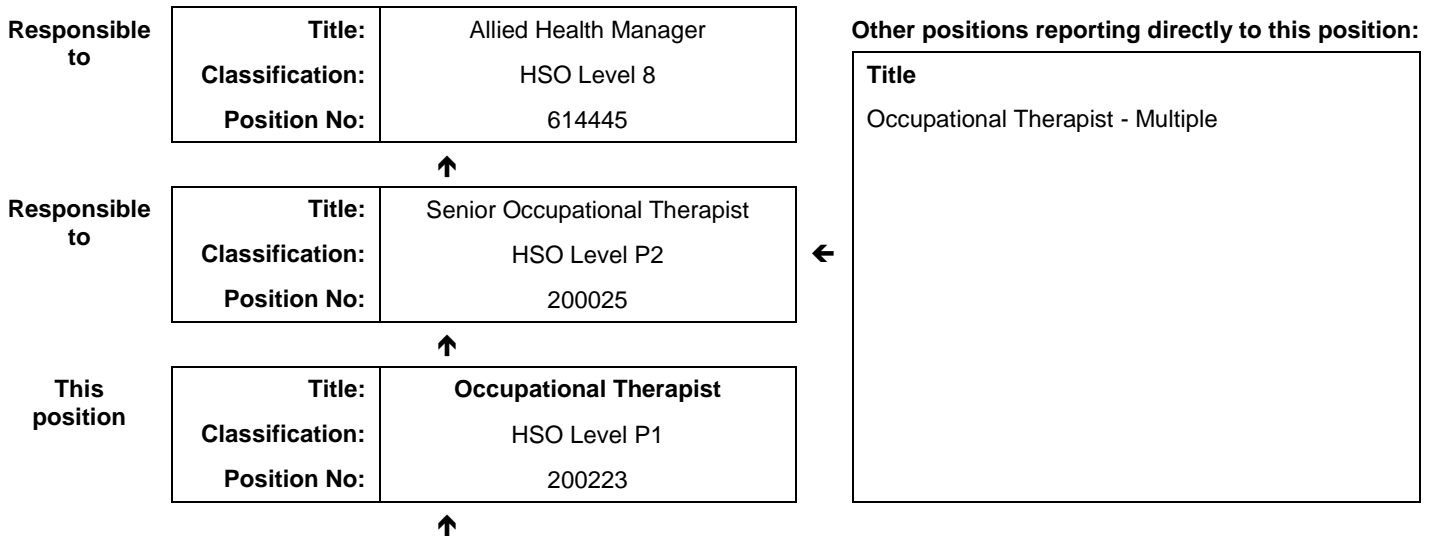 Responsible to
Title: Allied Health Manager
Classification: HSO Level 8
Position No: 614445
Responsible to
Title: Senior Occupational Therapist
Classification: HSO Level P2
Position No: 200025
This position
Title: Occupational Therapist
Classification: HSO Level P1
Position No: 200223
Other positions reporting directly to this position:
Title
Occupational Therapist - Multiple